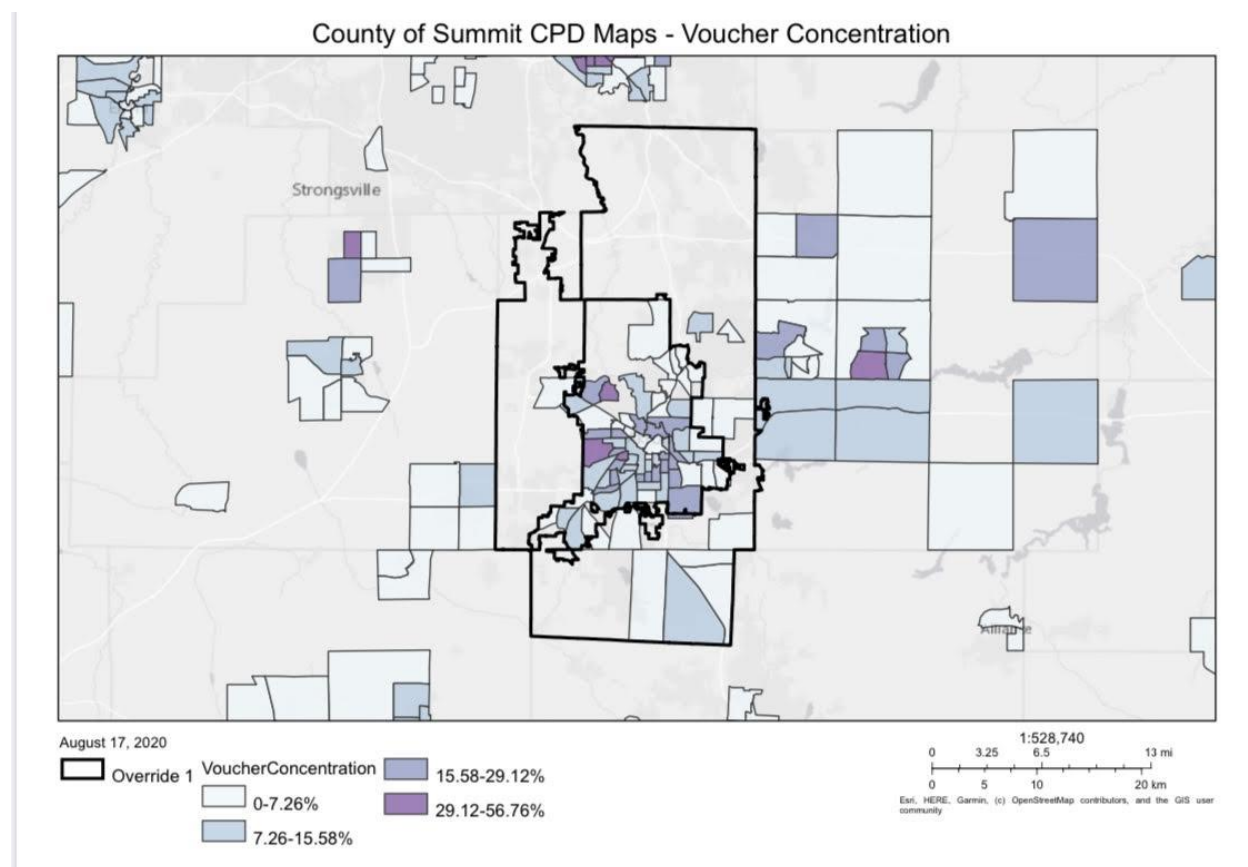 County of Summit CPD Maps - Voucher Concentration
Strongsville
Alliance
August 17, 2020
Override 1
VoucherConcentration
0-7.26%
7.26-15.58%
15.58-29.12%
29.12-56.76%
1:528,740
0 3.25 6.5 13 mi
0 5 10 20 km
Esri, HERE, Garmin, (c) OpenStreetMap contributors, and the GIS user
community